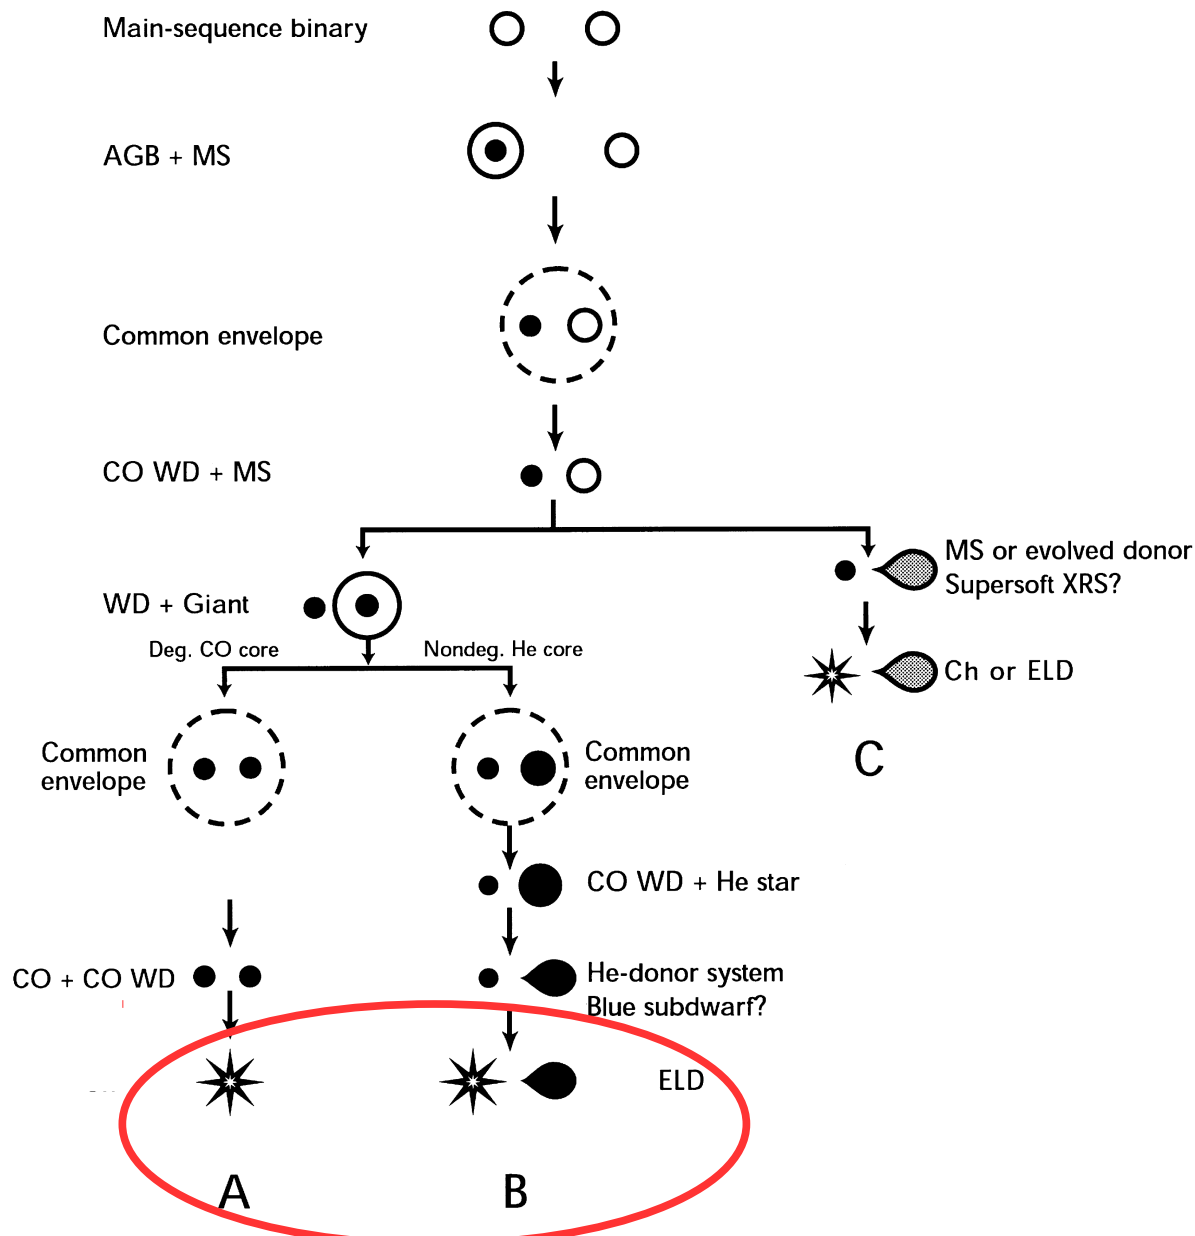 Main-sequence binary
AGB + MS
Common envelope
CO WD + MS
MS or evolved donor
Supersoft XRS?
WD + Giant
Deg. CO core
Nondeg. He core
Ch or ELD
Common
envelope
Common
envelope
C
CO WD + He star
CO + CO WD
He-donor system
Blue subdwarf?
ELD
A
B